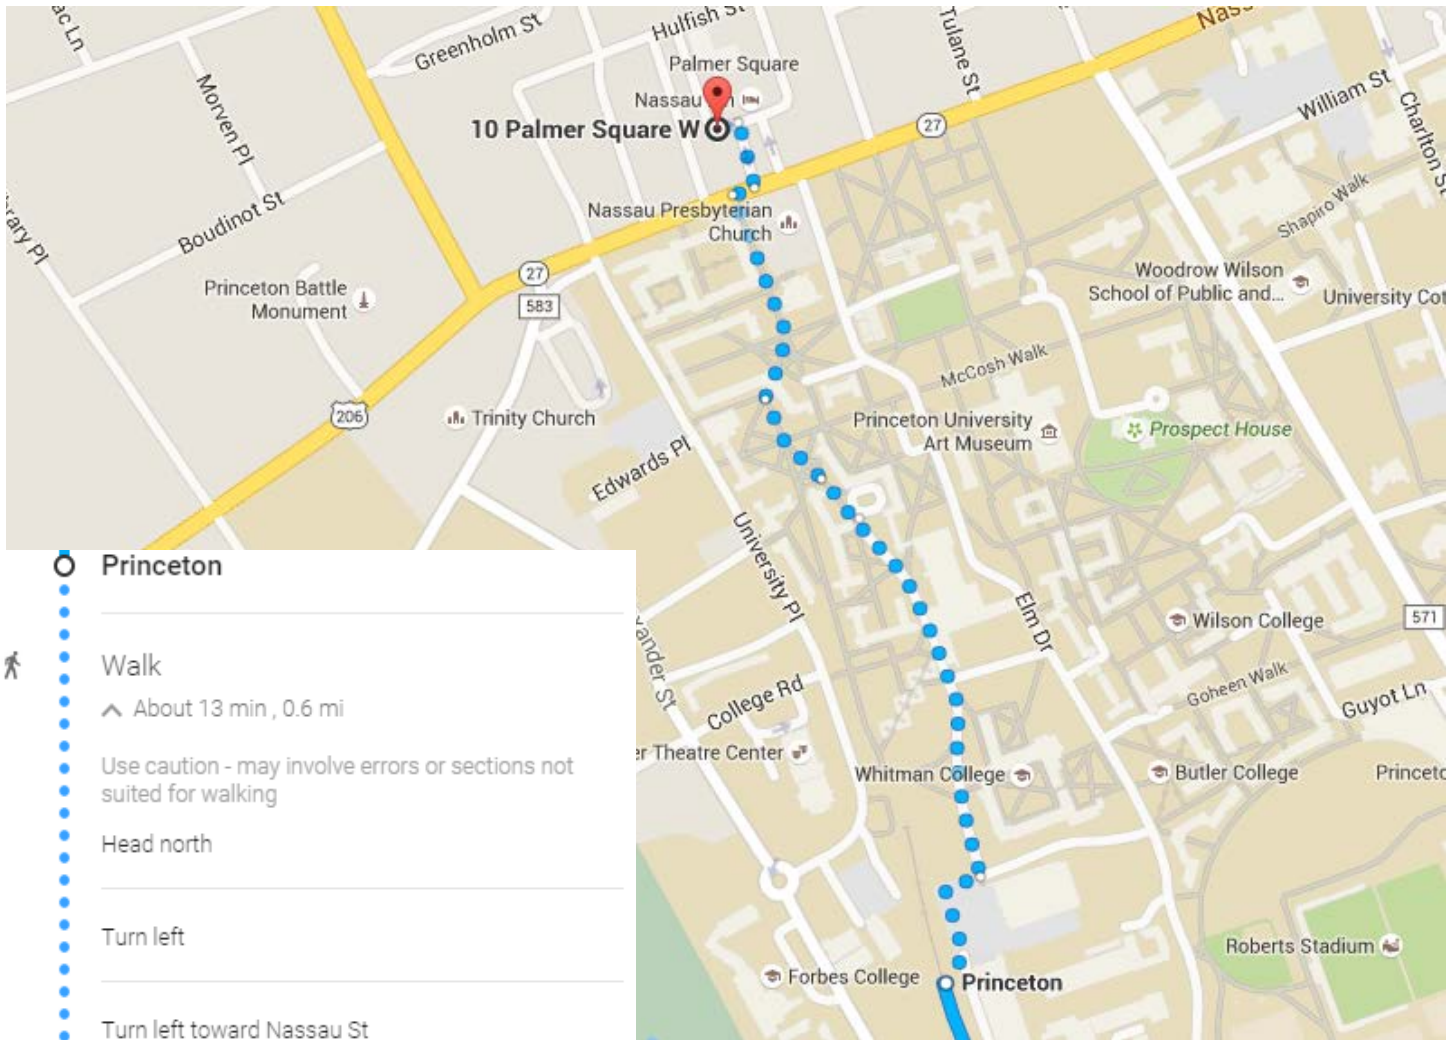 Greenholm St
Hulfish St
Tulane St
Palmer Square
Nassau
Morven Pl
10 Palmer Square W
27
William St
Charlton S
Boudinot St
Nassau Presbyterian
Church
Shapiro Walk
Princeton Battle
Monument
27
583
Woodrow Wilson
School of Public and...
University Cot
McCosh Walk
206
Trinity Church
Princeton University
Art Museum
Prospect House
Edwards Pl
University Pl
Elm Dr
Wilson College
571
Goheen Walk
Guyot Ln
College Rd
er Theatre Center
Whitman College
Butler College
Princeto
Roberts Stadium
Forbes College
Princeton
Princeton
Walk
About 13 min , 0.6 mi
Use caution - may involve errors or sections not
suited for walking
Head north
Turn left
Turn left toward Nassau St